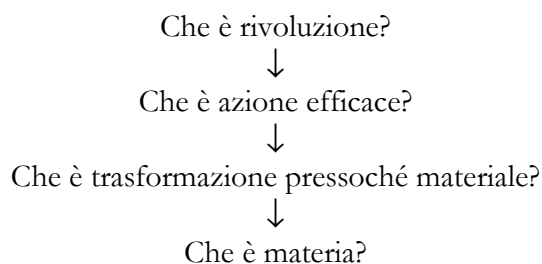 Che è rivoluzione?
↓
Che è azione efficace?
↓
Che è trasformazione pressoché materiale?
↓
Che è materia?